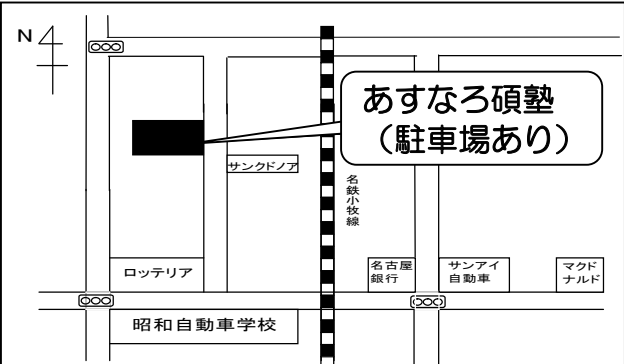 N
あすなろ碩塾
（駐車場あり）
サンクドノア
名鉄小牧線
ロッテリア
名古屋
銀行
サンアイ
自動車
マクド
ナルド
昭和自動車学校